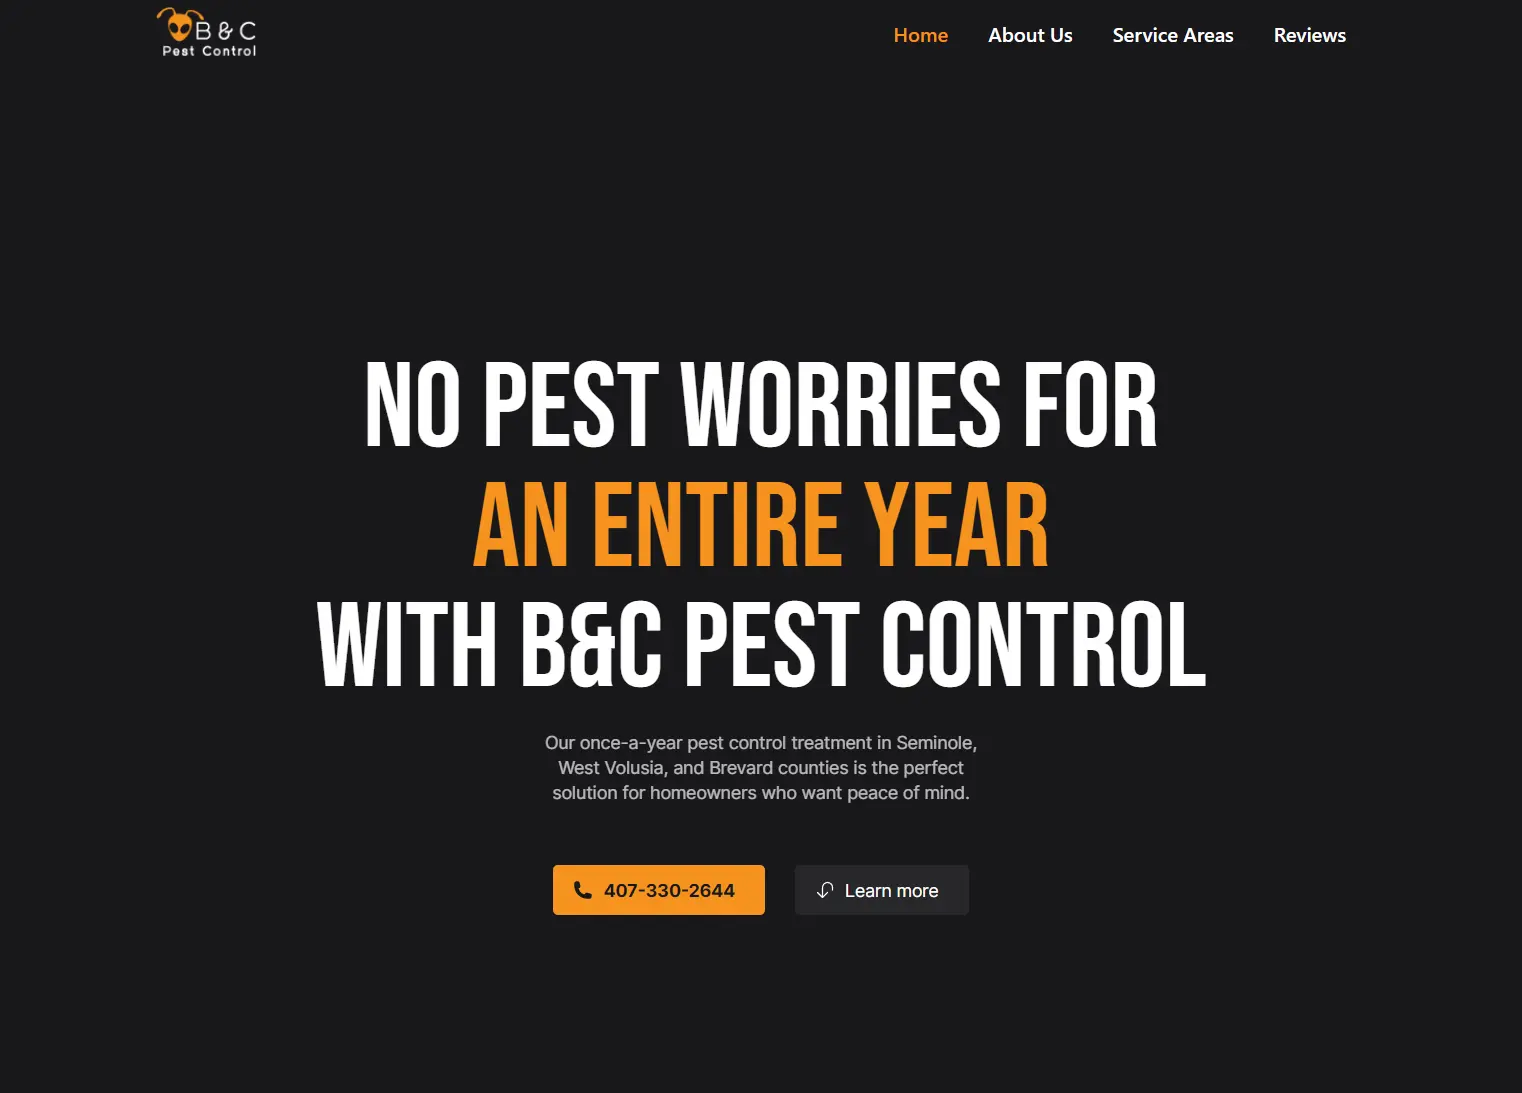 B & C
Pest Control
Home
About Us
Service Areas
Reviews
NO PEST WORRIES FOR
AN ENTIRE YEAR
WITH B&C PEST CONTROL
Our once-a-year pest control treatment in Seminole,
West Volusia, and Brevard counties is the perfect
solution for homeowners who want peace of mind.
407-330-2644
Learn more